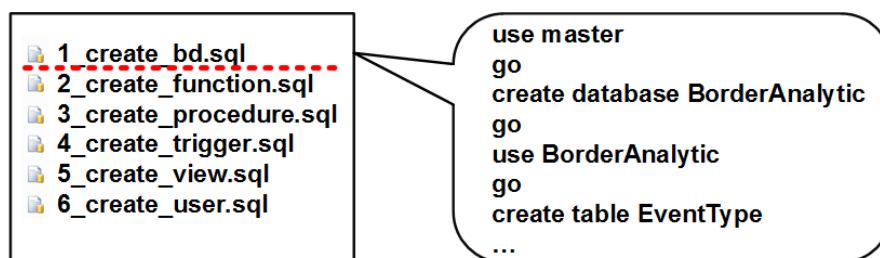 1_create_bd.sql
2_create_function.sql
3_create_procedure.sql
4_create_trigger.sql
5_create_view.sql
6_create_user.sql
use master
go
create database BorderAnalytic
go
use BorderAnalytic
go
create table EventType
...